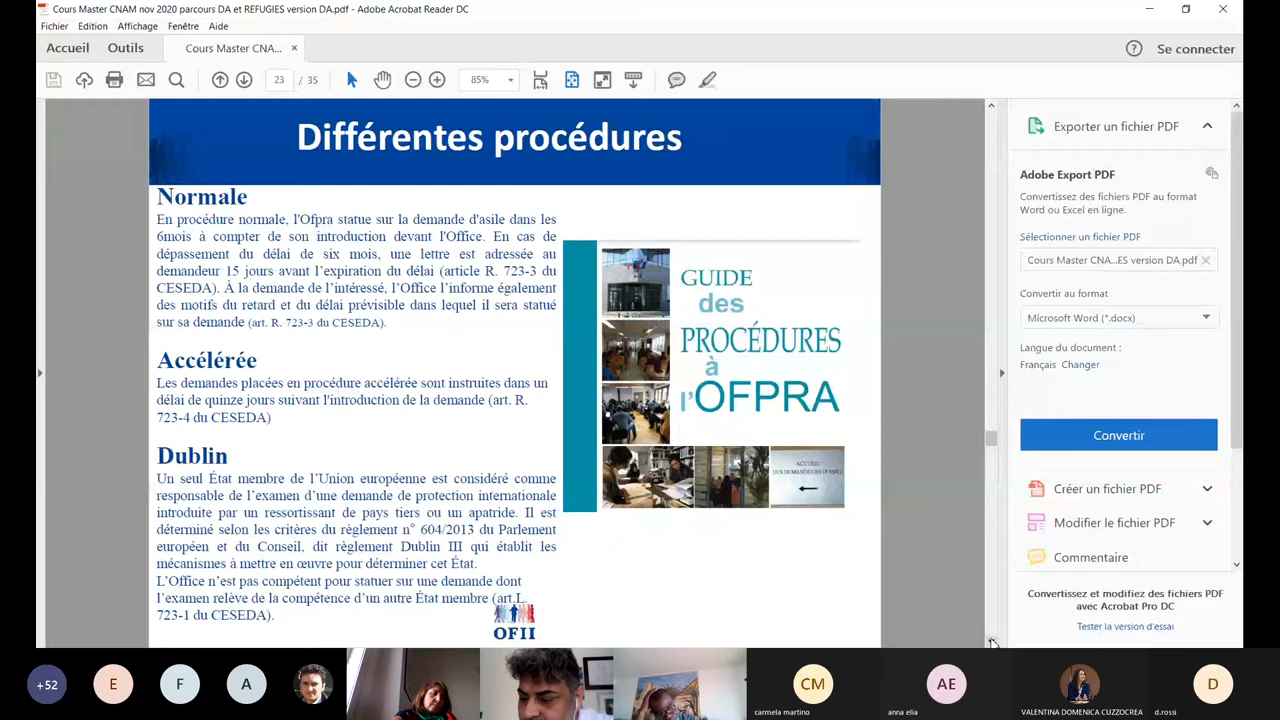 Cours Master CNAM nov 2020 parcours DA et REFUGIES version DA.pdf - Adobe Acrobat Reader DC
Fichier Edition Affichage Fenêtre Aide
Accueil Outils Cours Master CNA... × Se connecter
23 / 35 85%
Différentes procédures
Normale
En procédure normale, l'Ofpra statue sur la demande d'asile dans les
6mois à compter de son introduction devant l'Office. En cas de
dépassement du délai de six mois, une lettre est adressée au
demandeur 15 jours avant l'expiration du délai (article R. 723-3 du
CESEDA). À la demande de l'intéressé, l'Office l'informe également
des motifs du retard et du délai prévisible dans lequel il sera statué
sur sa demande (art. R. 723-3 du CESEDA).
Accélérée
Les demandes placées en procédure accélérée sont instruites dans un
délai de quinze jours suivant l'introduction de la demande (art. R.
723-4 du CESEDA)
Dublin
Un seul État membre de l'Union européenne est considéré comme
responsable de l'examen d'une demande de protection internationale
introduite par un ressortissant de pays tiers ou un apatride. Il est
déterminé selon les critères du règlement n° 604/2013 du Parlement
européen et du Conseil, dit règlement Dublin III qui établit les
mécanismes à mettre en œuvre pour déterminer cet État.
L'Office n'est pas compétent pour statuer sur une demande dont
l'examen relève de la compétence d'un autre État membre (art.L.
723-1 du CESEDA).
OFII
GUIDE
des
PROCÉDURES
à
l'OFPRA
ACCUEIL
DES DEMANDEURS D'ASILE
Exporter un fichier PDF
Adobe Export PDF
Convertissez des fichiers PDF au format
Word ou Excel en ligne.
Sélectionner un fichier PDF
Cours Master CNA...ES version DA.pdf ×
Convertir au format
Microsoft Word (*.docx)
Langue du document :
Français Changer
Convertir
Créer un fichier PDF
Modifier le fichier PDF
Commentaire
Convertissez et modifiez des fichiers PDF
avec Acrobat Pro DC
Tester la version d'essai
+52 E F A CM AE D
carmela martino anna elia VALENTINA DOMENICA CUZZOCREA d.rossi